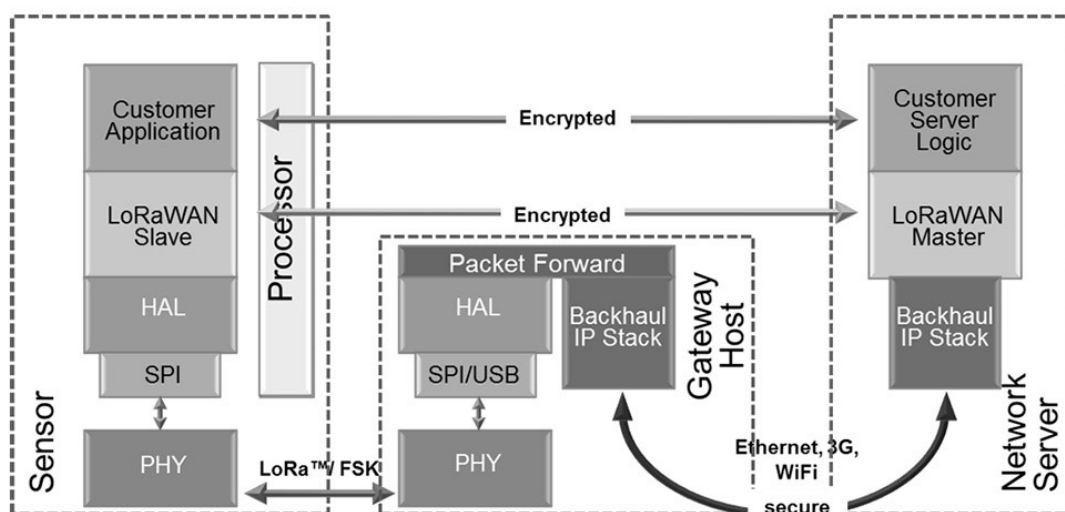 Customer
Application
LoRaWAN
Slave
HAL
SPI
PHY
Processor
Sensor
Encrypted
Encrypted
LoRa™/ FSK
Packet Forward
HAL
SPI/USB
PHY
Backhaul
IP Stack
Gateway
Host
Ethernet, 3G,
WiFi
secure
Customer
Server
Logic
LoRaWAN
Master
Backhaul
IP Stack
Network
Server